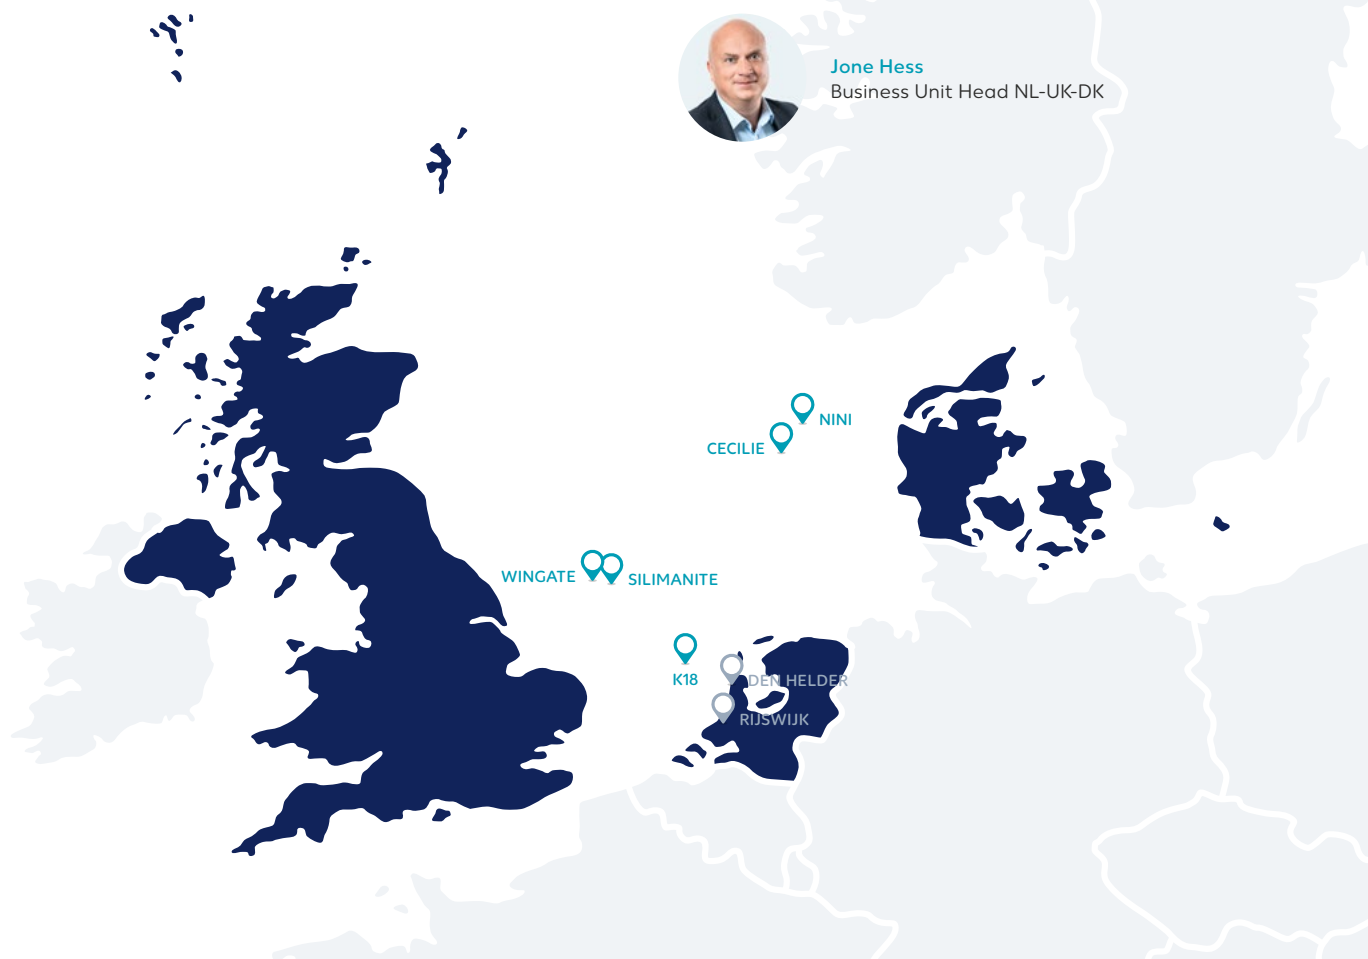 Jone Hess
Business Unit Head NL-UK-DK
NINI
CECILIE
WINGATE
SILIMANITE
K18
DEN HELDER
RIJSWIJK